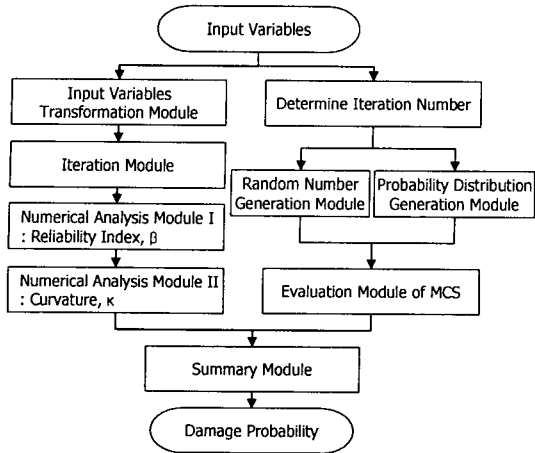 Input Variables
Input Variables
Transformation Module
Determine Iteration Number
Iteration Module
Random Number
Generation Module
Probability Distribution
Generation Module
Numerical Analysis Module I
: Reliability Index, β
Numerical Analysis Module II
: Curvature, κ
Evaluation Module of MCS
Summary Module
Damage Probability